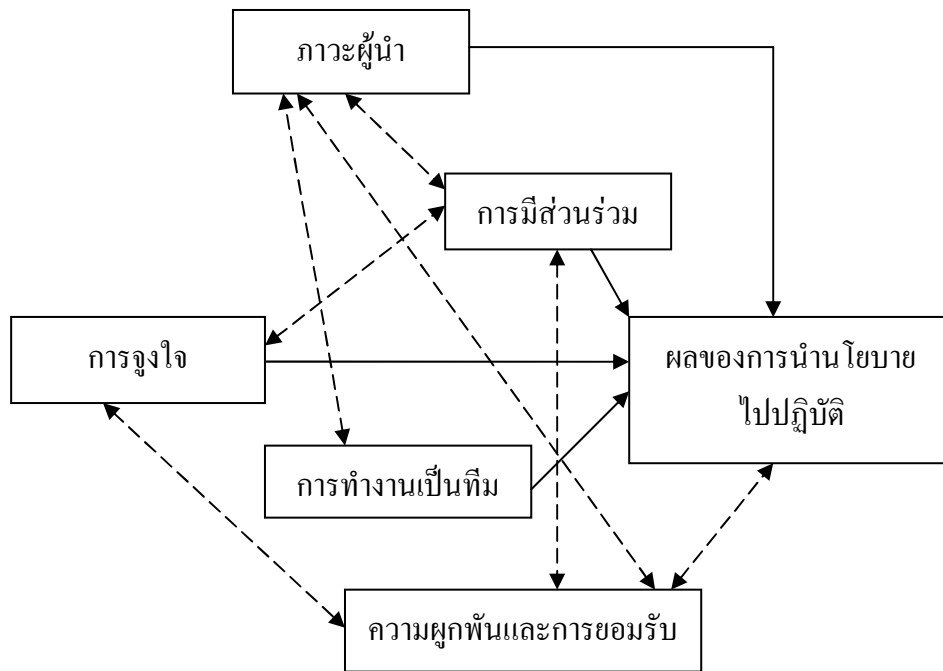 ภาวะผู้นำ
การมีส่วนร่วม
การจูงใจ
ผลของการนำนโยบาย
ไปปฏิบัติ
การทำงานเป็นทีม
ความผูกพันและการยอมรับ